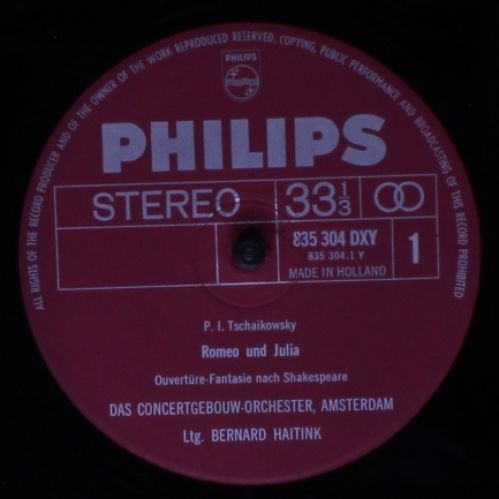 ALL RIGHTS OF THE RECORD PRODUCER AND OF THE OWNER OF THE WORK REPRODUCED RESERVED. COPYING, PUBLIC PERFORMANCE AND BROADCASTING OF THIS RECORD PROHIBITED
PHILIPS
PHILIPS
STEREO 33 1/3
835 304 DXY 1
835 304.1 Y
MADE IN HOLLAND
P. I. Tschaikowsky
Romeo und Julia
Ouvertüre-Fantasie nach Shakespeare
DAS CONCERTGEBOUW-ORCHESTER, AMSTERDAM
Ltg. BERNARD HAITINK